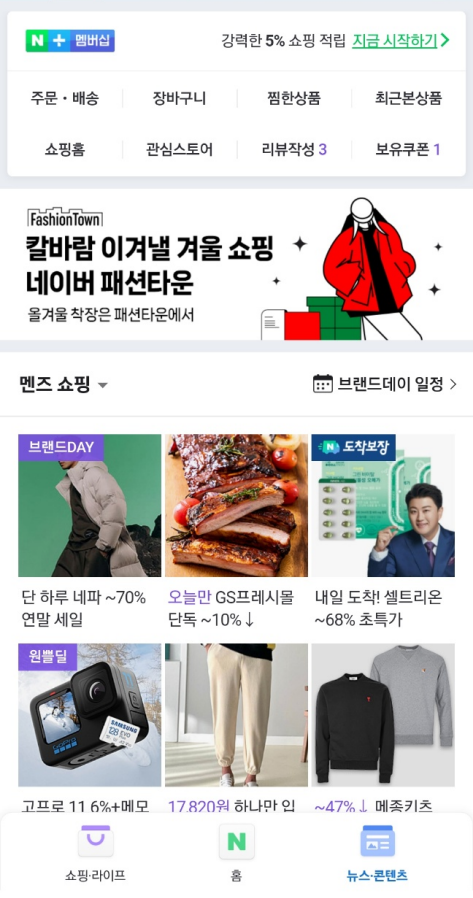 N + 멤버십
강력한 5% 쇼핑 적립 지금 시작하기 >
주문・배송 장바구니 찜한상품 최근본상품
쇼핑홈 관심스토어 리뷰작성 3 보유쿠폰 1
FashionTown
칼바람 이겨낼 겨울 쇼핑
네이버 패션타운
올겨울 착장은 패션타운에서
멘즈 쇼핑
브랜드데이 일정 >
브랜드DAY
N 도착보장
단 하루 네파 ~70%
연말 세일
오늘만 GS프레시몰
단독 ~10%↓
내일 도착! 셀트리온
~68% 초특가
원쁠딜
SAMSUNG
128 EVO
고프로 11 6%+메모
17,820원 하나만 입
~47%↓ 메종키츠
쇼핑·라이프
N
홈
뉴스·콘텐츠